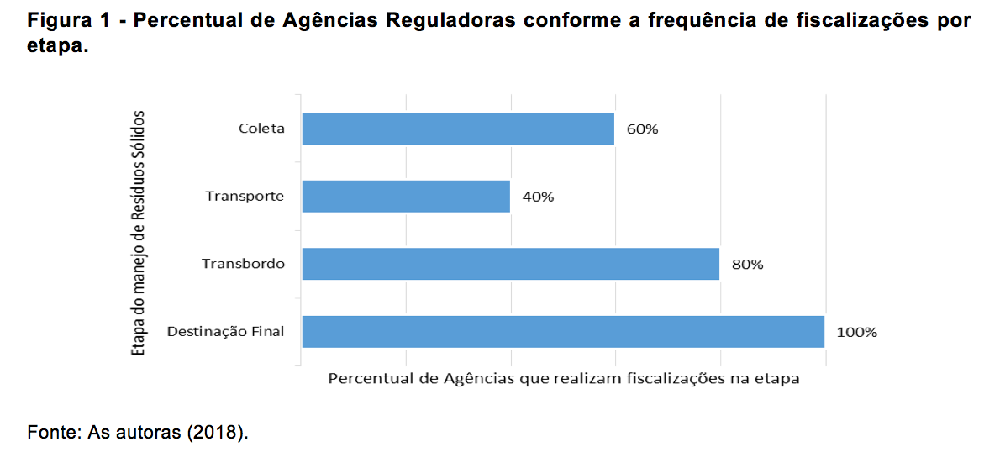 Figura 1 - Percentual de Agências Reguladoras conforme a frequência de fiscalizações por
etapa.
Etapa do manejo de Resíduos Sólidos
Coleta
60%
Transporte
40%
Transbordo
80%
Destinação Final
100%
Percentual de Agências que realizam fiscalizações na etapa
Fonte: As autoras (2018).